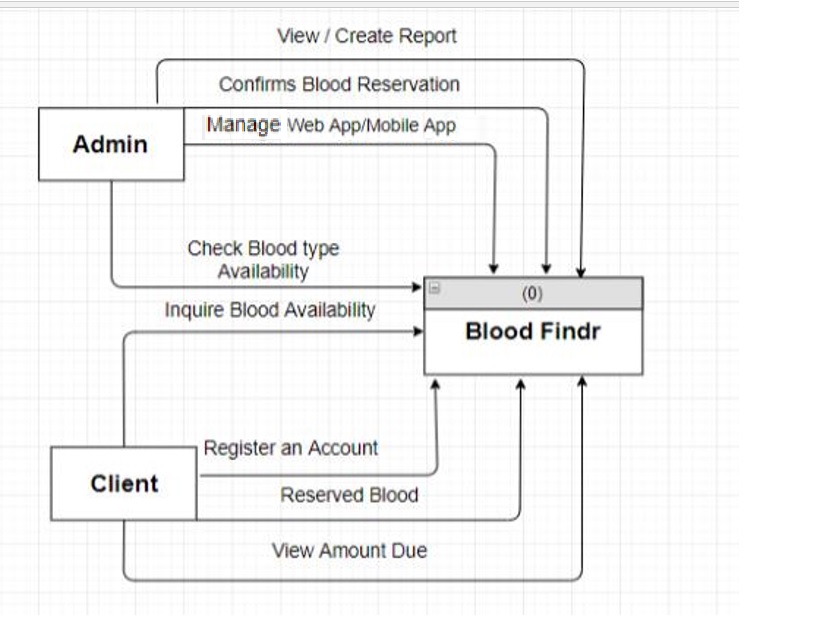 View / Create Report
Confirms Blood Reservation
Manage Web App/Mobile App
Admin
Check Blood type
Availability
(0)
Inquire Blood Availability
Blood Findr
Register an Account
Client
Reserved Blood
View Amount Due